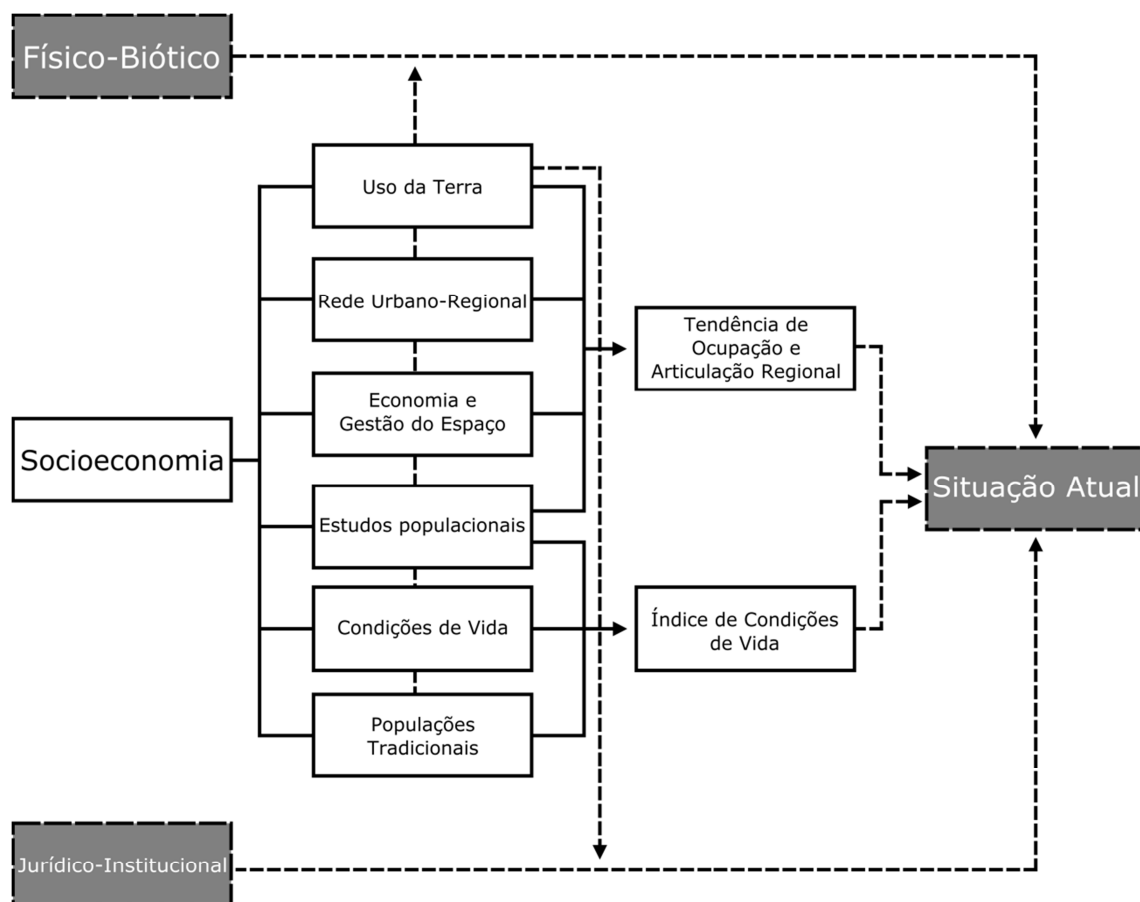 Físico-Biótico
Uso da Terra
Rede Urbano-Regional
Economia e
Gestão do Espaço
Socioeconomia
Estudos populacionais
Condições de Vida
Populações
Tradicionais
Tendência de
Ocupação e
Articulação Regional
Índice de Condições
de Vida
Situação Atual
Jurídico-Institucional